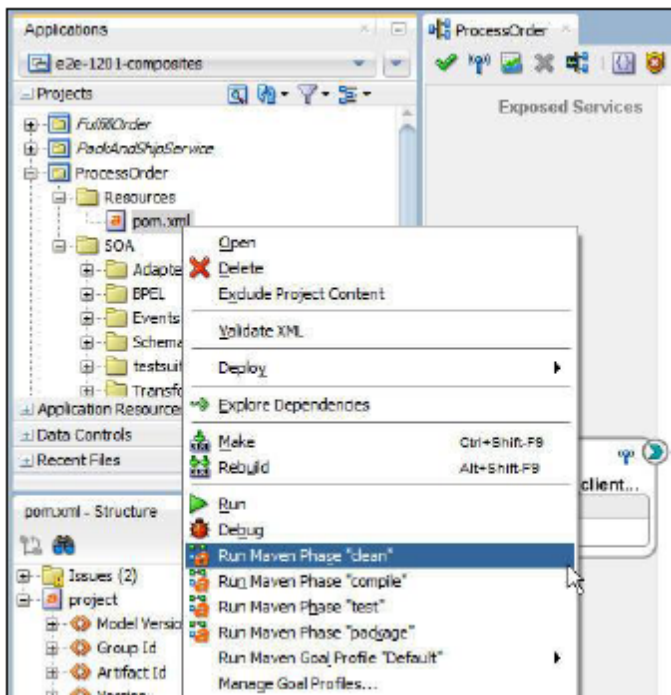 Applications
ProcessOrder
e2e-1201-composites
Projects
Exposed Services
FulfillOrder
PackAndShipService
ProcessOrder
Resources
pom.xml
SOA
Open
Adapte
Delete
BPEL
Exclude Project Content
Events
Schema
Validate XML
testsuit
Deploy
Transfo
Application Resources
Explore Dependencies
Data Controls
Make Ctrl+Shift-F9
Recent Files
Rebuild Alt+Shift-F9
client...
Run
pom.xml - Structure
Debug
Run Maven Phase "clean"
Issues (2)
Run Maven Phase "compile"
project
Run Maven Phase "test"
Model Versio
Run Maven Phase "package"
Group Id
Run Maven Goal Profile "Default"
Artifact Id
Manage Goal Profiles...
Version